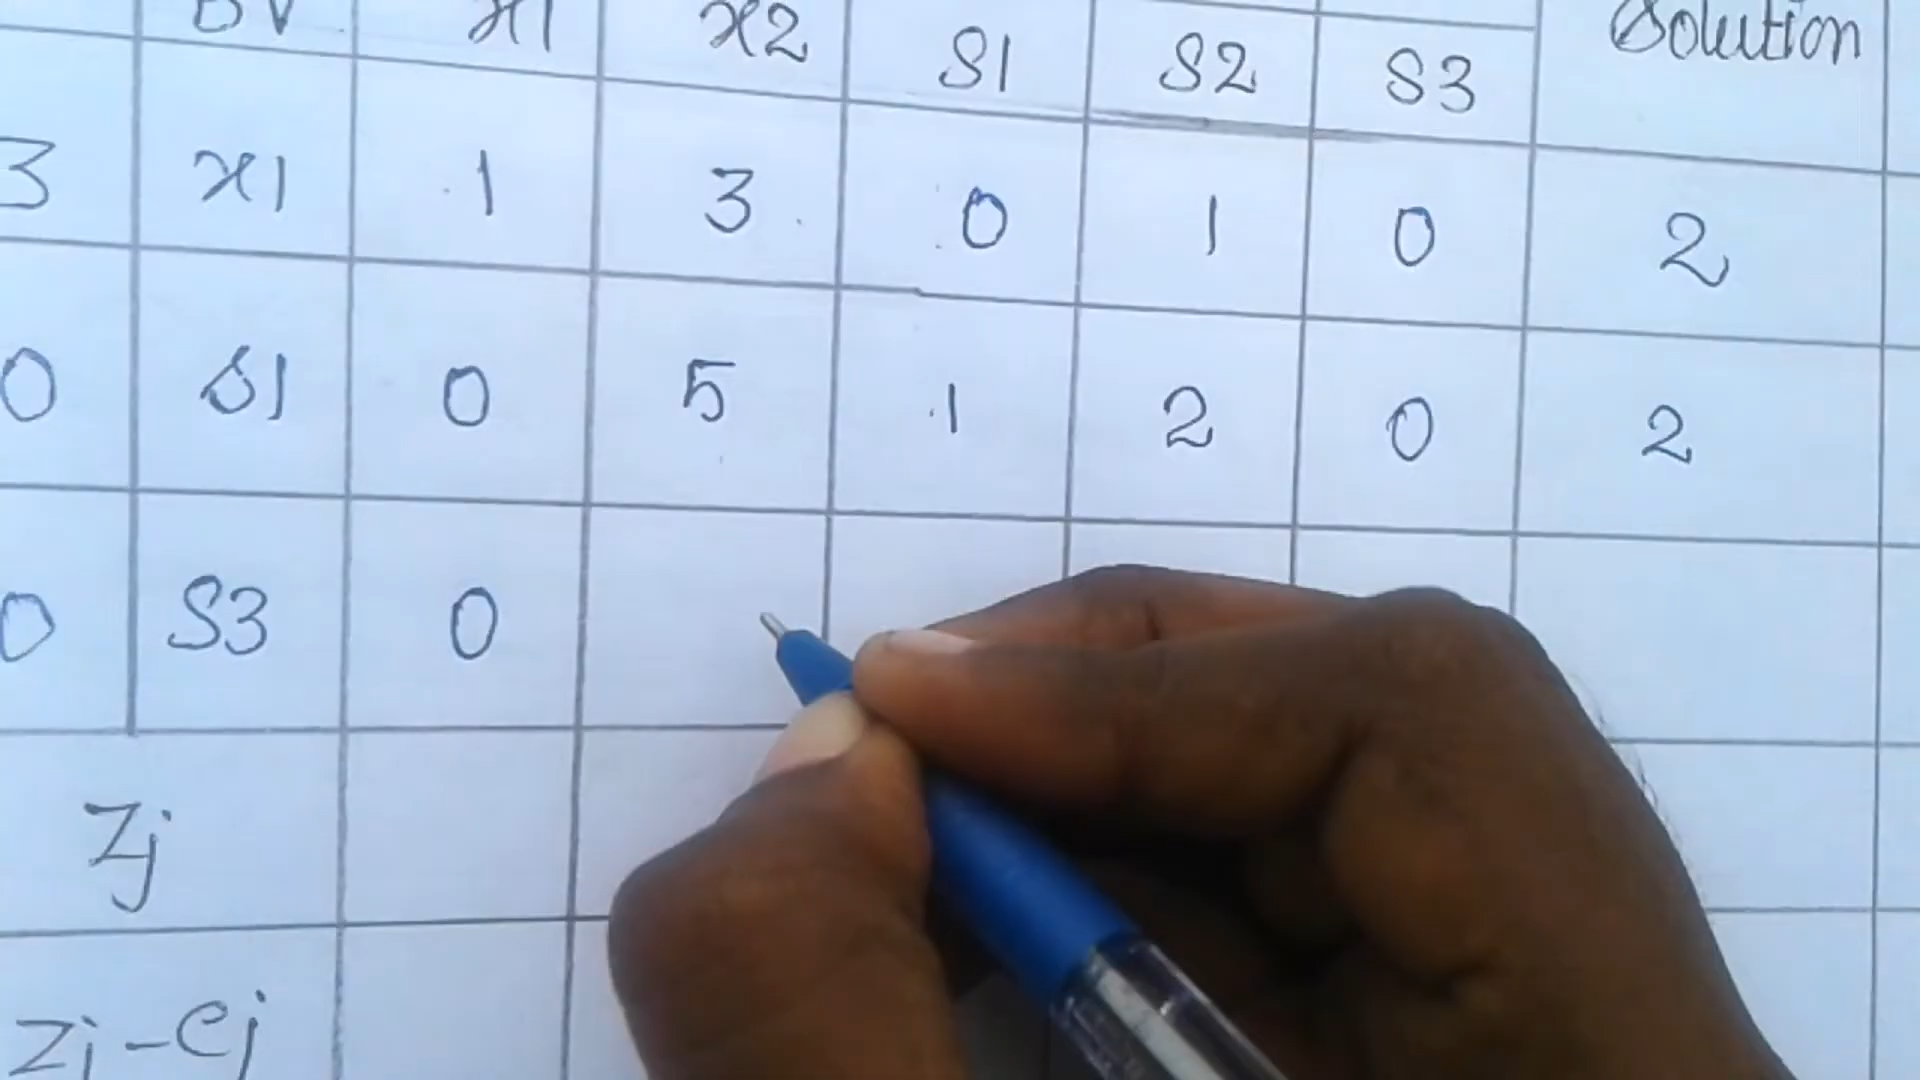 BV x1 x2 S1 S2 S3 Solution
3 x1 1 3 0 1 0 2
0 S1 0 5 1 2 0 2
0 S3 0
Zj
Zj-Cj